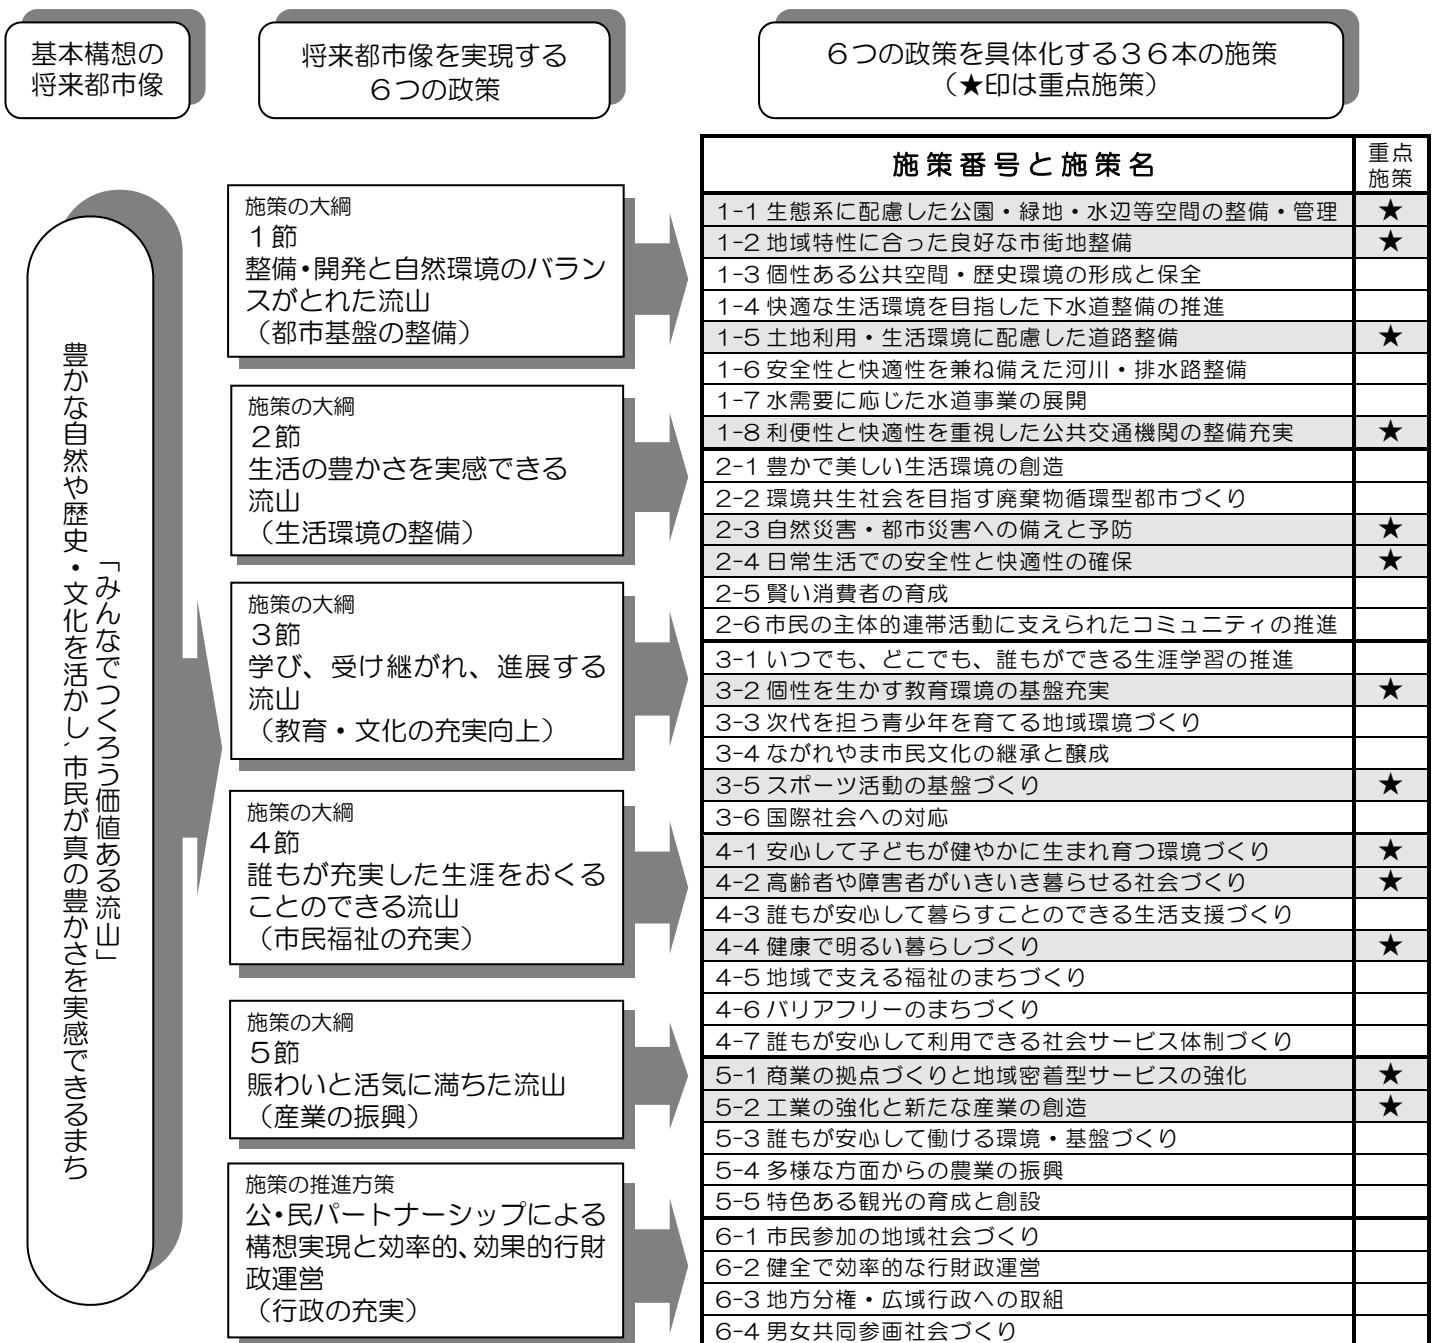 基本構想の
将来都市像
将来都市像を実現する
6つの政策
6つの政策を具体化する36本の施策
(★印は重点施策)
「みんなでつくろう価値ある流山」
豊かな自然や歴史・文化を活かし、市民が真の豊かさを実感できるまち
施策の大綱
1節
整備・開発と自然環境のバラン
スがとれた流山
(都市基盤の整備)
施策の大綱
2節
生活の豊かさを実感できる
流山
(生活環境の整備)
施策の大綱
3節
学び、受け継がれ、進展する
流山
(教育・文化の充実向上)
施策の大綱
4節
誰もが充実した生涯をおくる
ことのできる流山
(市民福祉の充実)
施策の大綱
5節
賑わいと活気に満ちた流山
(産業の振興)
施策の推進方策
公・民パートナーシップによる
構想実現と効率的、効果的行財
政運営
(行政の充実)
施策番号と施策名
重点
施策
1-1 生態系に配慮した公園・緑地・水辺等空間の整備・管理 ★
1-2 地域特性に合った良好な市街地整備 ★
1-3 個性ある公共空間・歴史環境の形成と保全
1-4 快適な生活環境を目指した下水道整備の推進
1-5 土地利用・生活環境に配慮した道路整備 ★
1-6 安全性と快適性を兼ね備えた河川・排水路整備
1-7 水需要に応じた水道事業の展開
1-8 利便性と快適性を重視した公共交通機関の整備充実 ★
2-1 豊かで美しい生活環境の創造
2-2 環境共生社会を目指す廃棄物循環型都市づくり
2-3 自然災害・都市災害への備えと予防 ★
2-4 日常生活での安全性と快適性の確保 ★
2-5 賢い消費者の育成
2-6 市民の主体的連帯活動に支えられたコミュニティの推進
3-1 いつでも、どこでも、誰もができる生涯学習の推進
3-2 個性を生かす教育環境の基盤充実 ★
3-3 次代を担う青少年を育てる地域環境づくり
3-4 ながれやま市民文化の継承と醸成
3-5 スポーツ活動の基盤づくり ★
3-6 国際社会への対応
4-1 安心して子どもが健やかに生まれ育つ環境づくり ★
4-2 高齢者や障害者がいきいき暮らせる社会づくり ★
4-3 誰もが安心して暮らすことのできる生活支援づくり
4-4 健康で明るい暮らしづくり ★
4-5 地域で支える福祉のまちづくり
4-6 バリアフリーのまちづくり
4-7 誰もが安心して利用できる社会サービス体制づくり
5-1 商業の拠点づくりと地域密着型サービスの強化 ★
5-2 工業の強化と新たな産業の創造 ★
5-3 誰もが安心して働ける環境・基盤づくり
5-4 多様な方面からの農業の振興
5-5 特色ある観光の育成と創設
6-1 市民参加の地域社会づくり
6-2 健全で効率的な行財政運営
6-3 地方分権・広域行政への取組
6-4 男女共同参画社会づくり